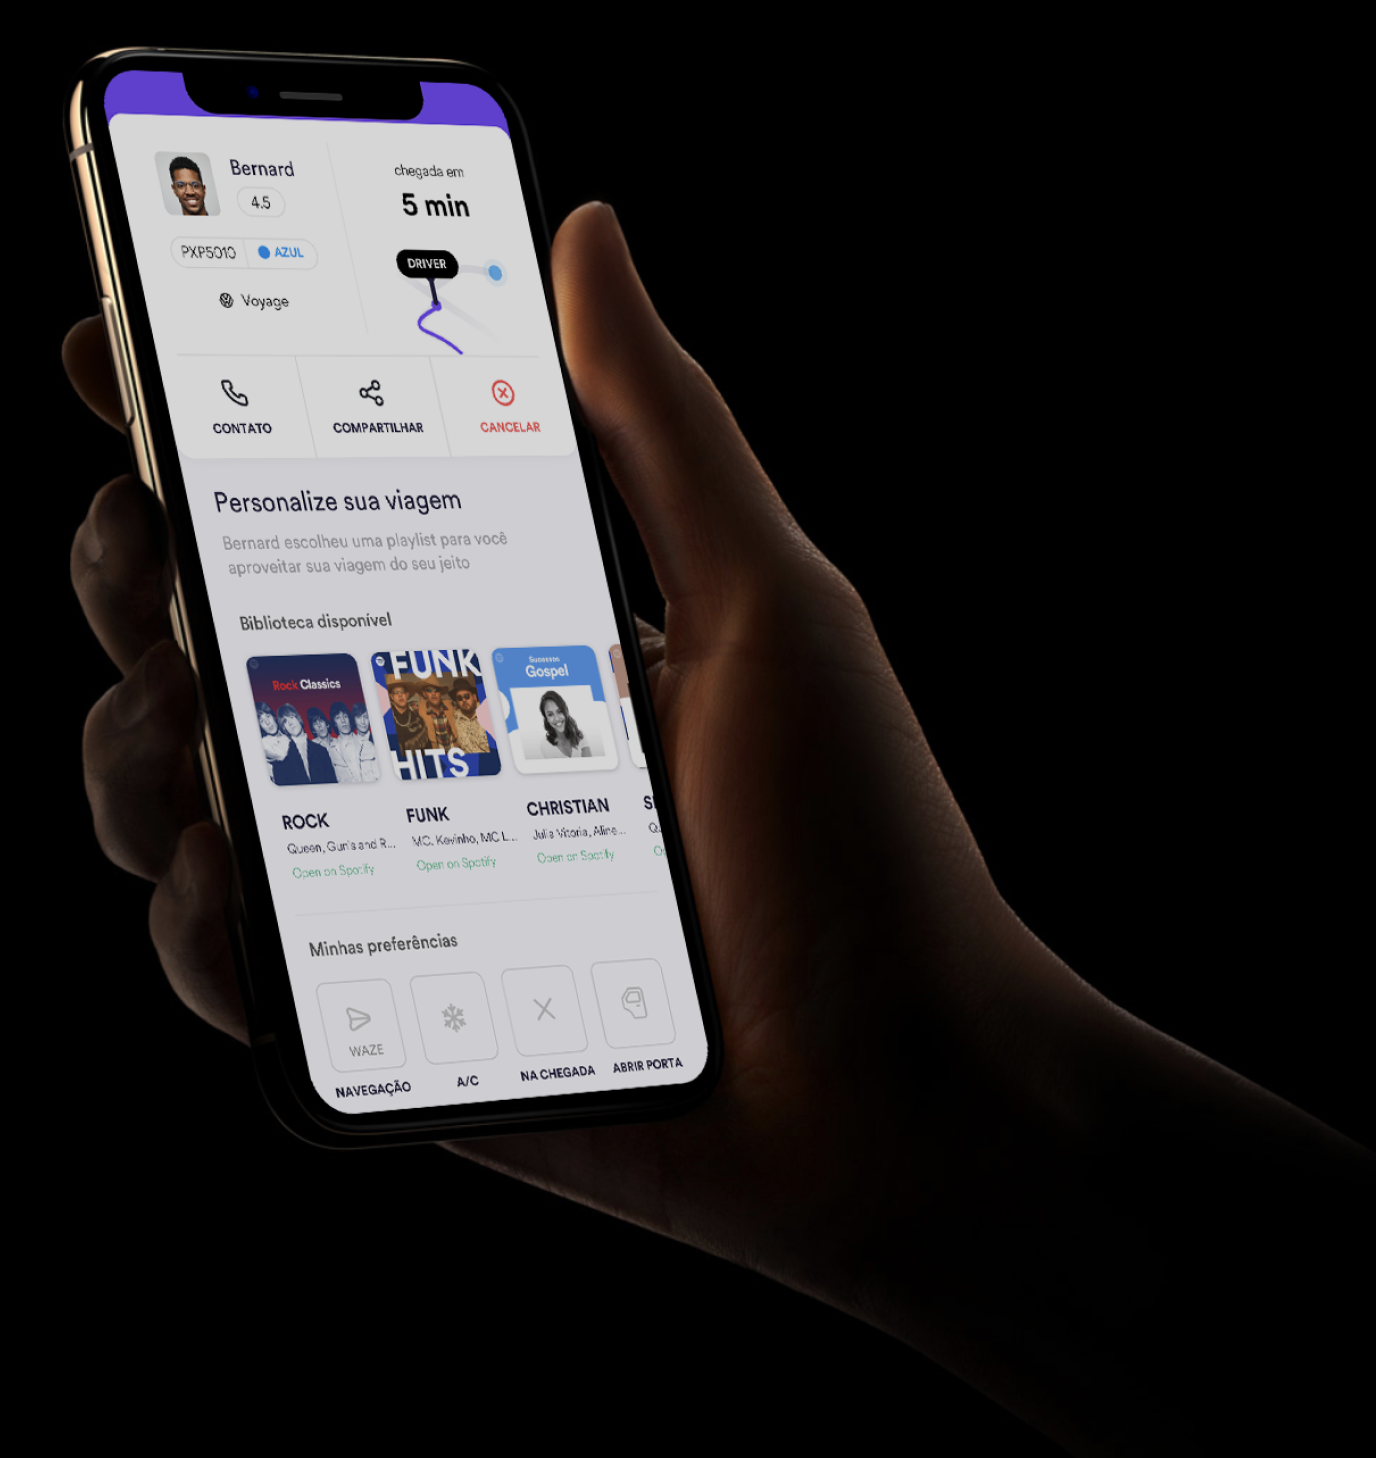 Bernard
4.5
PXP5010
AZUL
Voyage
chegada em
5 min
DRIVER
CONTATO
COMPARTILHAR
CANCELAR
Personalize sua viagem
Bernard escolheu uma playlist para você
aproveitar sua viagem do seu jeito
Biblioteca disponível
Rock Classics
FUNK
HITS
Sucessos
Gospel
ROCK
Queen, Guns and R...
Open on Spotify
FUNK
MC. Kevinho, MC L...
Open on Spotify
CHRISTIAN
Julia Vitoria, Aline...
Open on Spotify
Minhas preferências
WAZE
NAVEGAÇÃO
A/C
NA CHEGADA
ABRIR PORTA